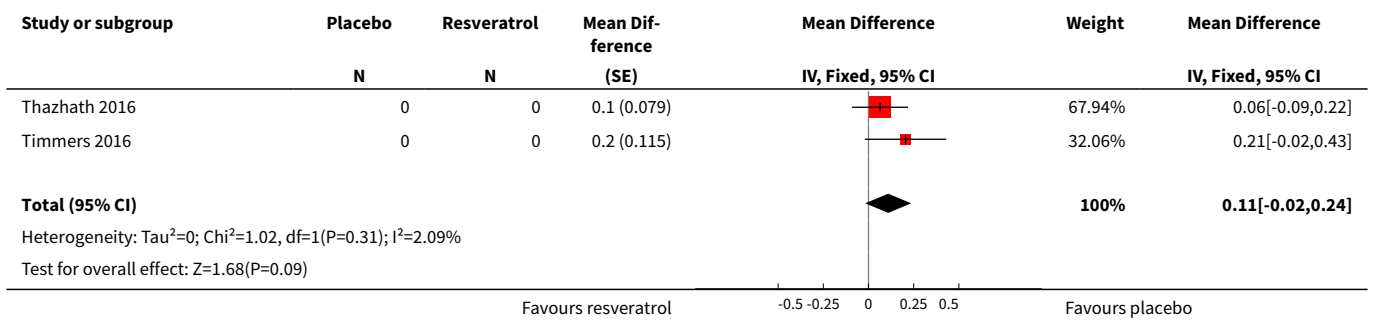 Study or subgroup Placebo Resveratrol Mean Dif- Mean Difference Weight Mean Difference
ference
N N (SE) IV, Fixed, 95% CI IV, Fixed, 95% CI
Thazhath 2016 0 0 0.1 (0.079) 67.94% 0.06[-0.09,0.22]
Timmers 2016 0 0 0.2 (0.115) 32.06% 0.21[-0.02,0.43]
Total (95% CI) 100% 0.11[-0.02,0.24]
Heterogeneity: Tau²=0; Chi²=1.02, df=1(P=0.31); I²=2.09%
Test for overall effect: Z=1.68(P=0.09)
Favours resveratrol -0.5 -0.25 0 0.25 0.5 Favours placebo